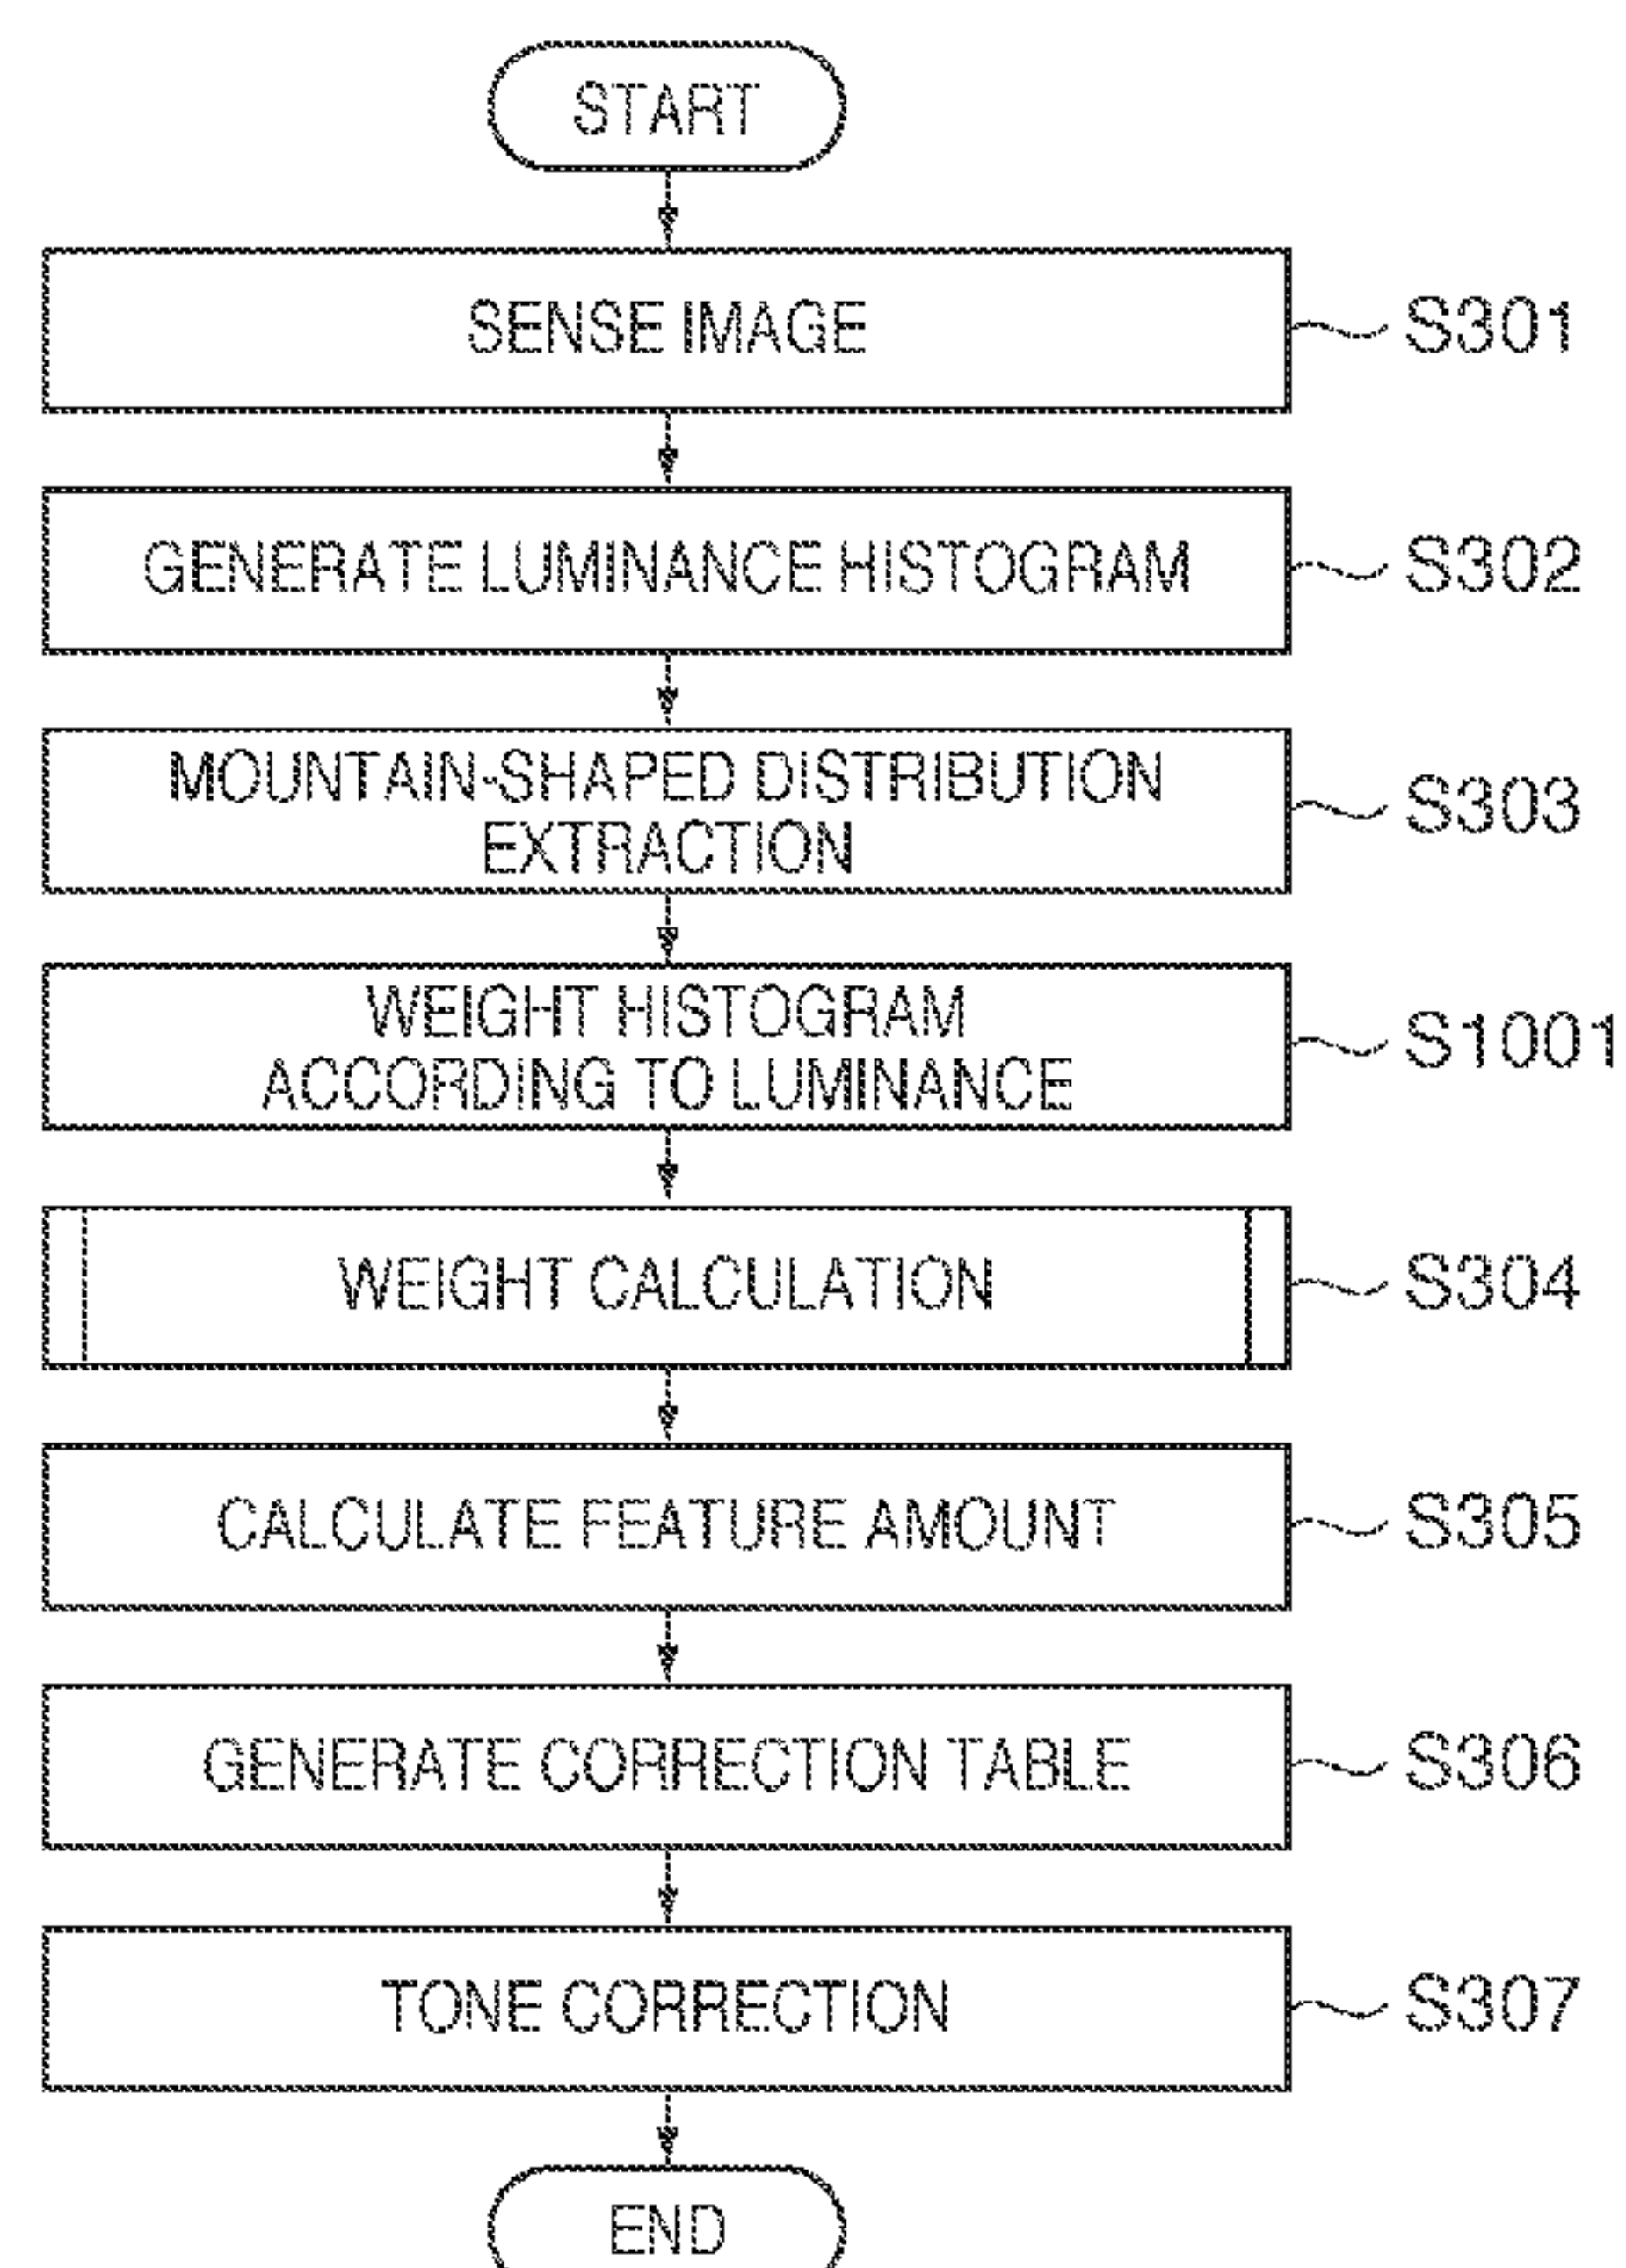 START
SENSE IMAGE
S301
GENERATE LUMINANCE HISTOGRAM
S302
MOUNTAIN-SHAPED DISTRIBUTION
EXTRACTION
S303
WEIGHT HISTOGRAM
ACCORDING TO LUMINANCE
S1001
WEIGHT CALCULATION
S304
CALCULATE FEATURE AMOUNT
S305
GENERATE CORRECTION TABLE
S306
TONE CORRECTION
S307
END